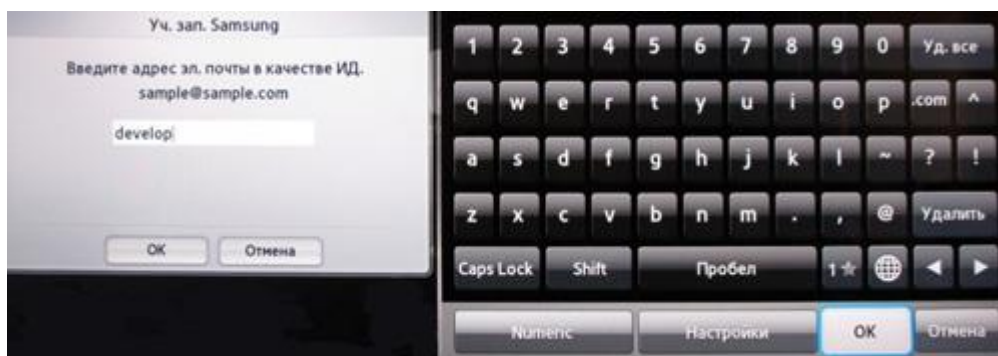 Уч. зап. Samsung
Введите адрес эл. почты в качестве ИД.
sample@sample.com
develop
OK Отмена
1 2 3 4 5 6 7 8 9 0 Уд. все
q w e r t y u i o p .com ^
a s d f g h j k l ~ ? !
z x c v b n m . , @ Удалить
Caps Lock Shift Пробел 1★ ◀ ▶
Numeric Настройки OK Отмена